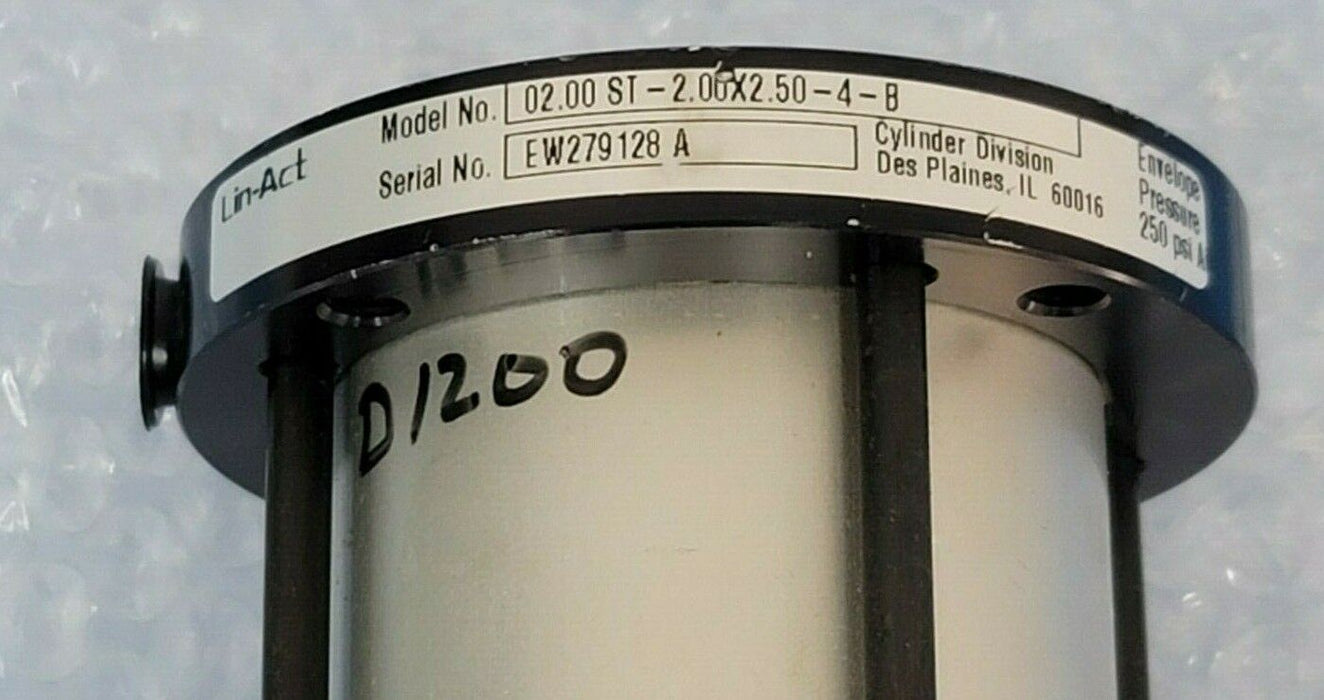 Lin-Act
Model No. 02.00 ST - 2.00X2.50 - 4 - B
Serial No. EW279128 A
Cylinder Division
Des Plaines, IL 60016
Envelope
Pressure
250 psi
D1200